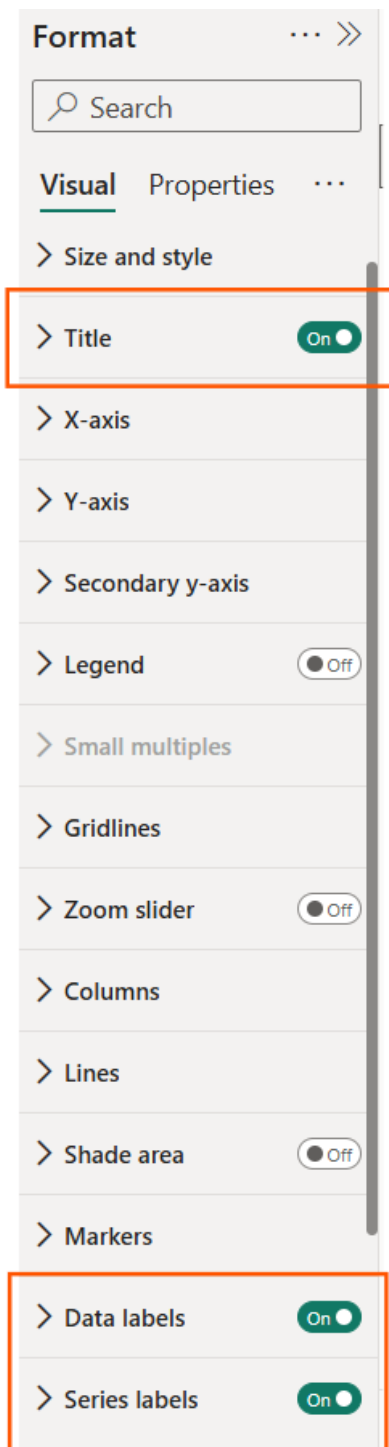 Format
Search
Visual Properties ...
Size and style
Title On
X-axis
Y-axis
Secondary y-axis
Legend Off
Small multiples
Gridlines
Zoom slider Off
Columns
Lines
Shade area Off
Markers
Data labels On
Series labels On